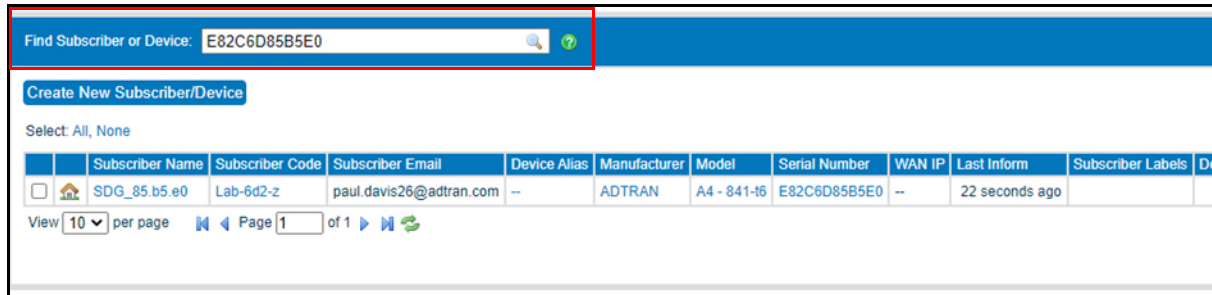 Find Subscriber or Device: E82C6D85B5E0
Create New Subscriber/Device
Select: All, None
Subscriber Name Subscriber Code Subscriber Email Device Alias Manufacturer Model Serial Number WAN IP Last Inform Subscriber Labels
SDG_85.b5.e0 Lab-6d2-z paul.davis26@adtran.com -- ADTRAN A4 - 841-t6 E82C6D85B5E0 -- 22 seconds ago
View 10 per page Page 1 of 1